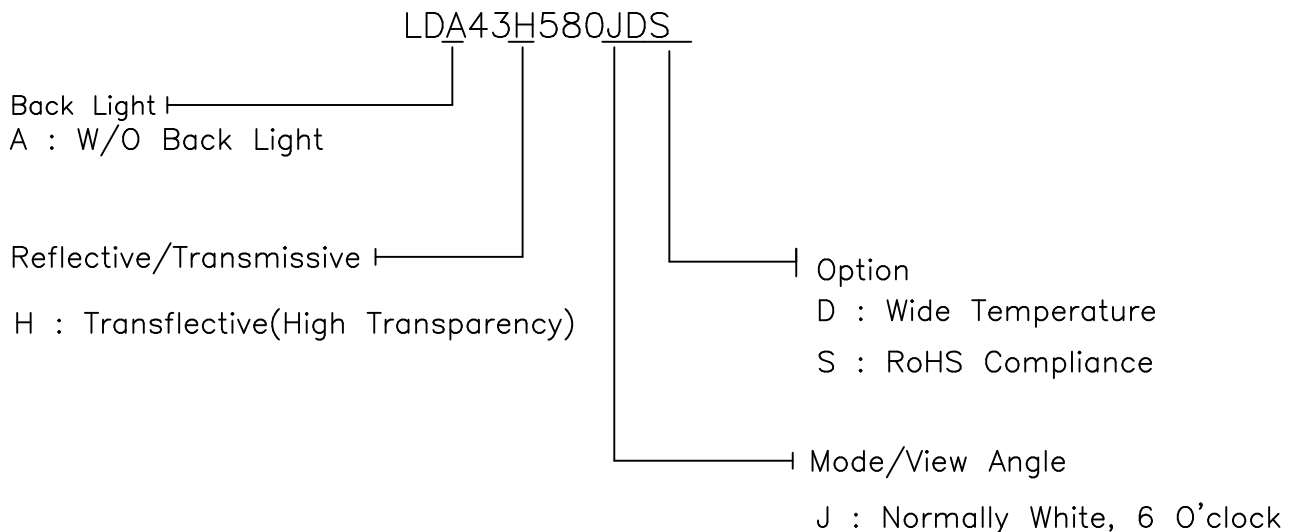 LDA43H580JDS
Back Light
A : W/O Back Light
Reflective/Transmissive
H : Transflective(High Transparency)
Option
D : Wide Temperature
S : RoHS Compliance
Mode/View Angle
J : Normally White, 6 O'clock